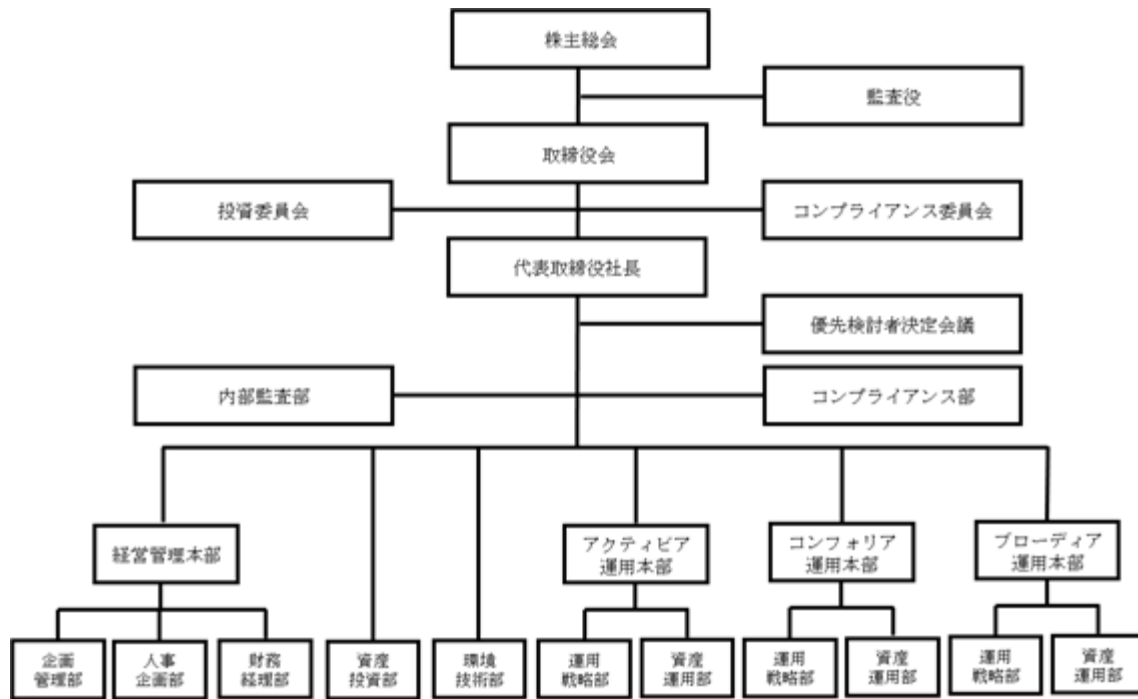 株主総会
監査役
取締役会
投資委員会
コンプライアンス委員会
代表取締役社長
優先検討者決定会議
内部監査部
コンプライアンス部
経営管理本部
アクティビア
運用本部
コンフォリア
運用本部
ブローディア
運用本部
企画
管理部
人事
企画部
財務
経理部
資産
投資部
環境
技術部
運用
戦略部
資産
運用部
運用
戦略部
資産
運用部
運用
戦略部
資産
運用部